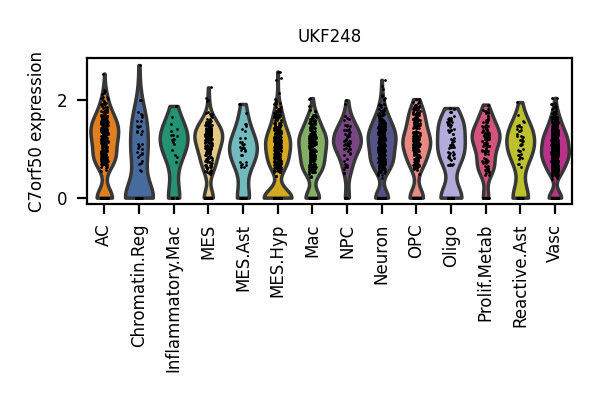 UKF248
C7orf50 expression
2
0
AC
Chromatin.Reg
Inflammatory.Mac
MES
MES.Ast
MES.Hyp
Mac
NPC
Neuron
OPC
Oligo
Prolif.Metab
Reactive.Ast
Vasc